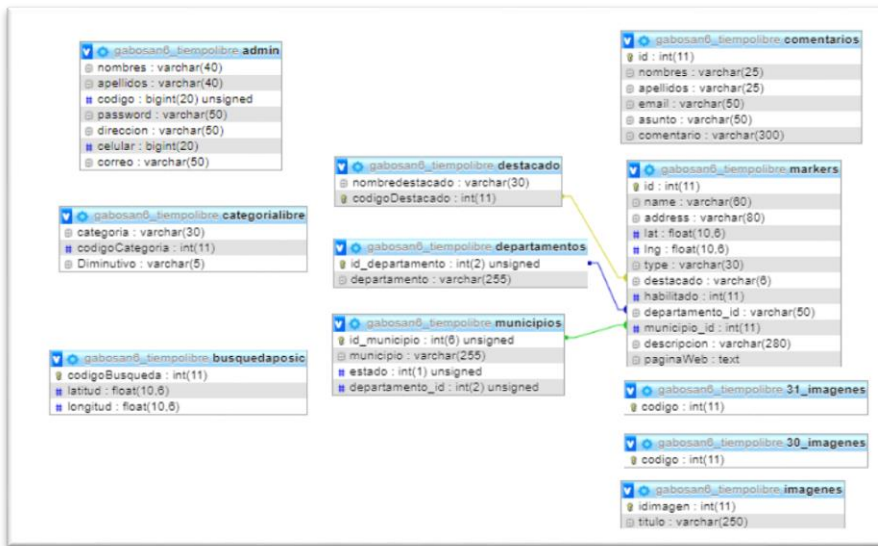 gabosan6_tiempolibre admin
nombres : varchar(40)
apellidos : varchar(40)
codigo : bigint(20) unsigned
password : varchar(50)
direccion : varchar(50)
celular : bigint(20)
correo : varchar(50)
gabosan6_tiempolibre categorialibre
categoria : varchar(30)
codigoCategoria : int(11)
Diminutivo : varchar(5)
gabosan6_tiempolibre busquedaposic
codigoBusqueda : int(11)
latitud : float(10,6)
longitud : float(10,6)
gabosan6_tiempolibre destacado
nombredestacado : varchar(30)
codigoDestacado : int(11)
gabosan6_tiempolibre departamentos
id_departamento : int(2) unsigned
departamento : varchar(255)
gabosan6_tiempolibre municipios
id_municipio : int(6) unsigned
municipio : varchar(255)
estado : int(1) unsigned
departamento_id : int(2) unsigned
gabosan6_tiempolibre comentarios
id : int(11)
nombres : varchar(25)
apellidos : varchar(25)
email : varchar(50)
asunto : varchar(50)
comentario : varchar(300)
gabosan6_tiempolibre markers
id : int(11)
name : varchar(60)
address : varchar(80)
lat : float(10,6)
lng : float(10,6)
type : varchar(30)
destacado : varchar(6)
habilitado : int(11)
departamento_id : varchar(50)
municipio_id : int(11)
descripcion : varchar(280)
paginaWeb : text
gabosan6_tiempolibre 31_imagenes
codigo : int(11)
gabosan6_tiempolibre 30_imagenes
codigo : int(11)
gabosan6_tiempolibre imagenes
idimagen : int(11)
titulo : varchar(250)